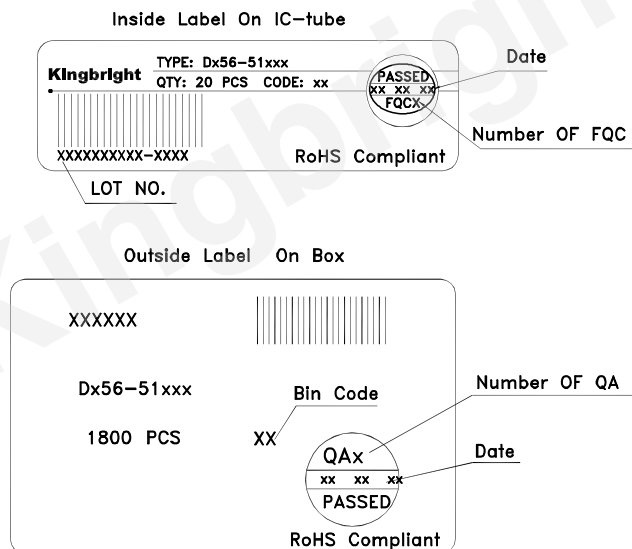 Inside Label On IC-tube
Kingbright
TYPE: Dx56-51xxx
QTY: 20 PCS CODE: xx
PASSED
xx xx xx
FQCX
Date
Number OF FQC
XXXXXXXXXX-XXXX
RoHS Compliant
LOT NO.
Kingbright
Outside Label On Box
XXXXXX
Dx56-51xxx
Bin Code
Number OF QA
1800 PCS
XX
QAx
Date
xx xx xx
PASSED
RoHS Compliant